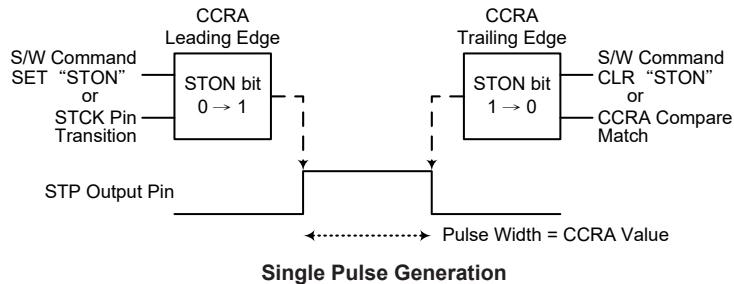 CCRA
Leading Edge
CCRA
Trailing Edge
S/W Command
SET “STON”
or
STCK Pin
Transition
STON bit
0 → 1
STON bit
1 → 0
S/W Command
CLR “STON”
or
CCRA Compare
Match
STP Output Pin
Pulse Width = CCRA Value
Single Pulse Generation